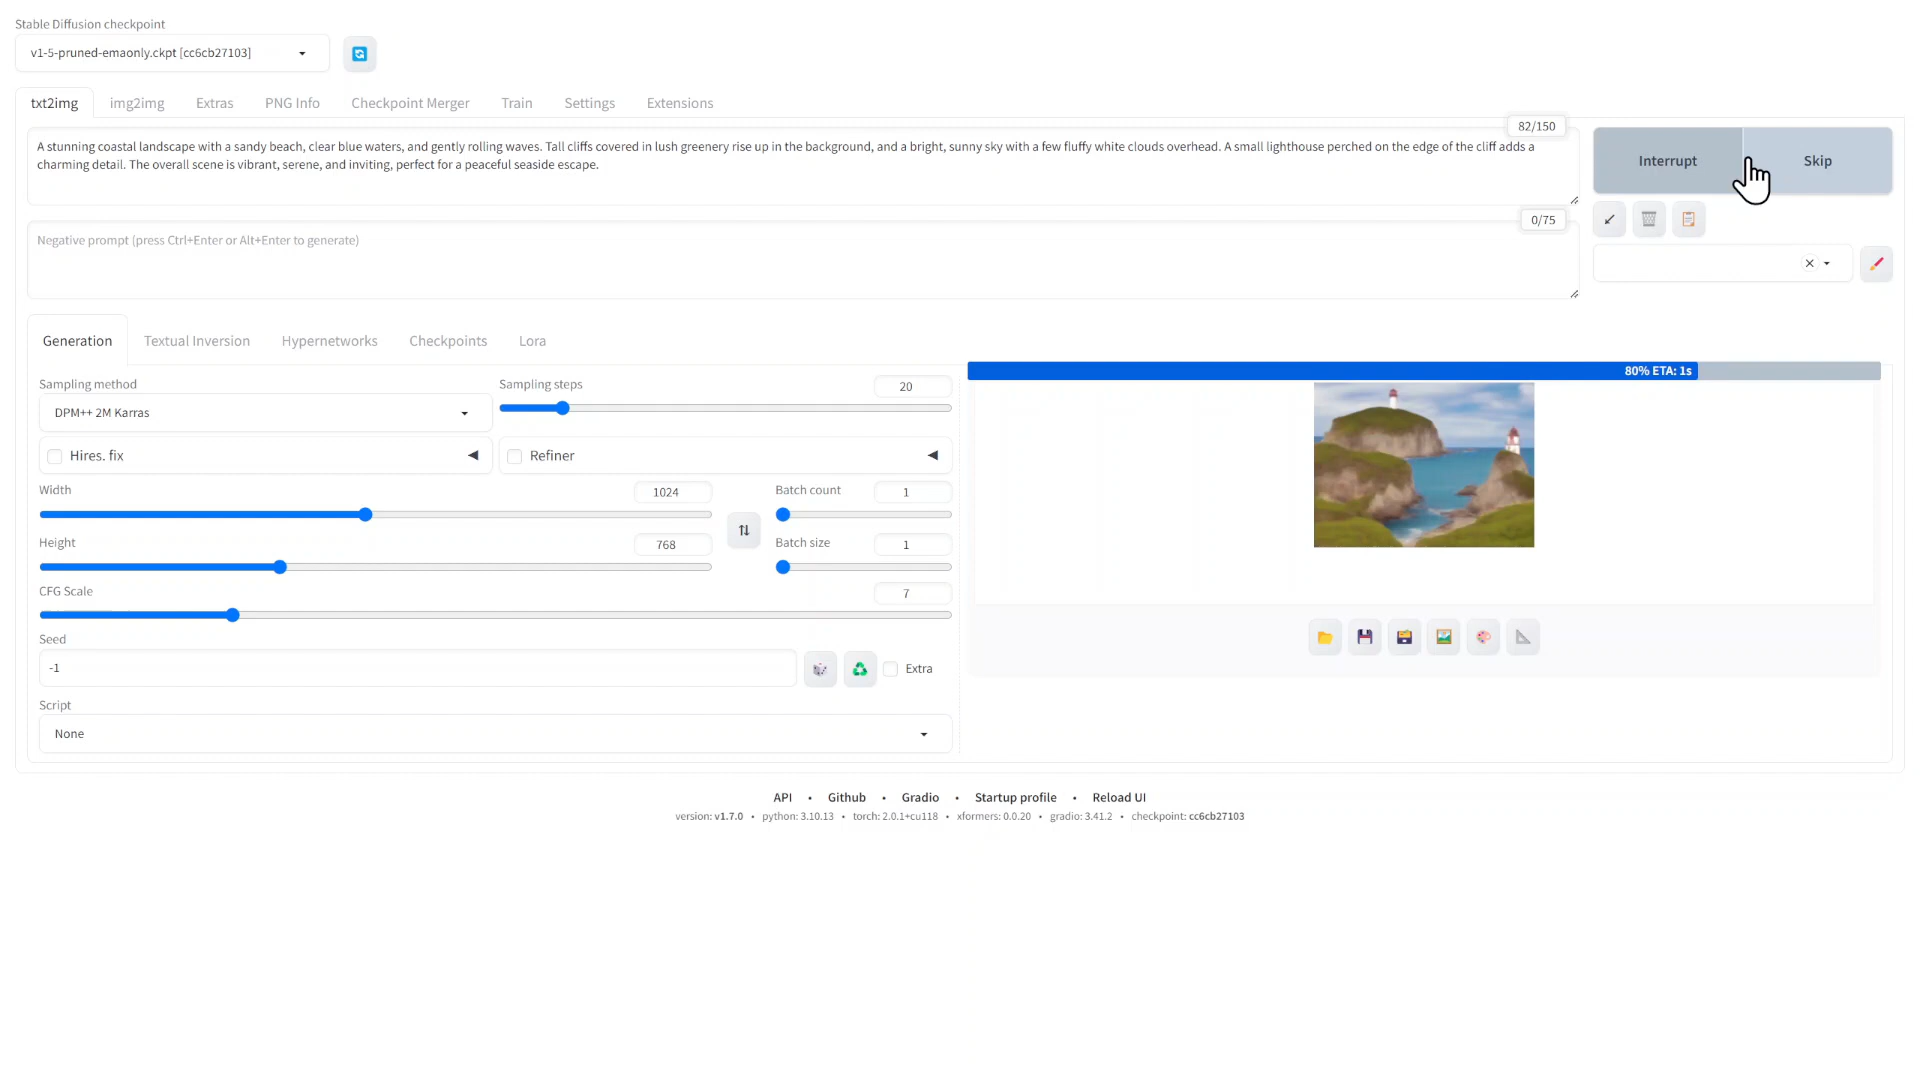 Stable Diffusion checkpoint
v1-5-pruned-emaonly.ckpt [cc6cb27103]
txt2img img2img Extras PNG Info Checkpoint Merger Train Settings Extensions
82/150
A stunning coastal landscape with a sandy beach, clear blue waters, and gently rolling waves. Tall cliffs covered in lush greenery rise up in the background, and a bright, sunny sky with a few fluffy white clouds overhead. A small lighthouse perched on the edge of the cliff adds a
charming detail. The overall scene is vibrant, serene, and inviting, perfect for a peaceful seaside escape.
Interrupt Skip
0/75
Negative prompt (press Ctrl+Enter or Alt+Enter to generate)
Generation Textual Inversion Hypernetworks Checkpoints Lora
80% ETA: 1s
Sampling method Sampling steps 20
DPM++ 2M Karras
Hires. fix Refiner
Width 1024 Batch count 1
Height 768 Batch size 1
CFG Scale 7
Seed
-1 Extra
Script
None
API • Github • Gradio • Startup profile • Reload UI
version: v1.7.0 • python: 3.10.13 • torch: 2.0.1+cu118 • xformers: 0.0.20 • gradio: 3.41.2 • checkpoint: cc6cb27103